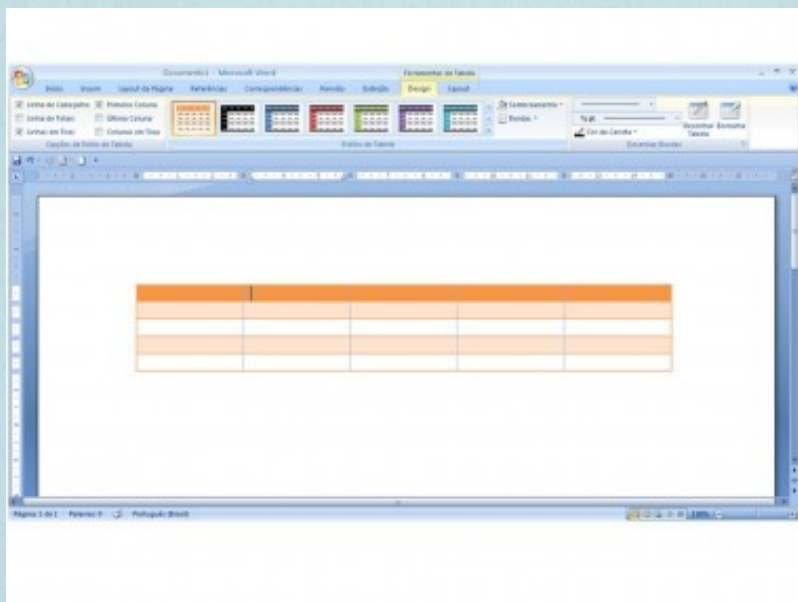 Documento1 - Microsoft Word
Ferramentas de Tabela
Início Inserir Layout da Página Referências Correspondências Revisão Exibição Design Layout
Linha de Cabeçalho Primeira Coluna
Linha de Totais Última Coluna
Linhas em Tiras Colunas em Tiras
Sombreamento
Bordas
½ pt
Cor da Caneta
Desenhar Tabela
Borracha
Opções de Estilo de Tabela
Estilos de Tabela
Desenhar Bordas
Página: 1 de 1 Palavras: 0 Português (Brasil)